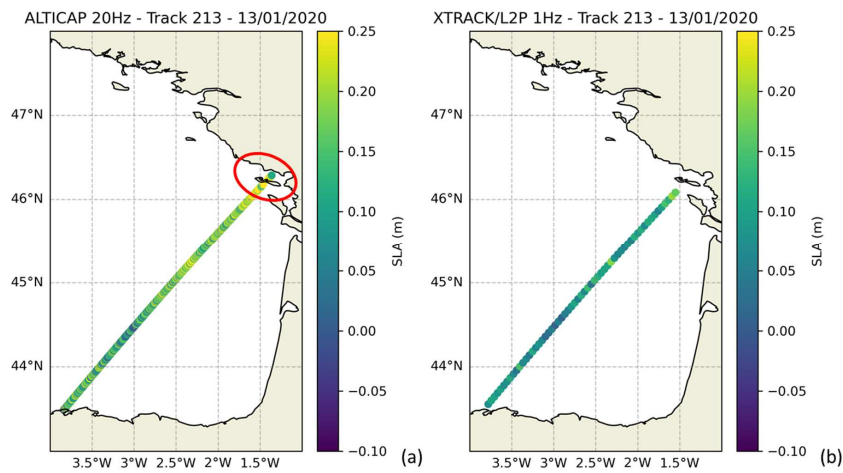 ALTICAP 20Hz - Track 213 - 13/01/2020
XTRACK/L2P 1Hz - Track 213 - 13/01/2020
47°N
46°N
45°N
44°N
3.5°W 3°W 2.5°W 2°W 1.5°W
0.25
0.20
0.15
0.10
0.05
0.00
−0.05
−0.10
SLA (m)
(a)
47°N
46°N
45°N
44°N
3.5°W 3°W 2.5°W 2°W 1.5°W
0.25
0.20
0.15
0.10
0.05
0.00
−0.05
−0.10
SLA (m)
(b)